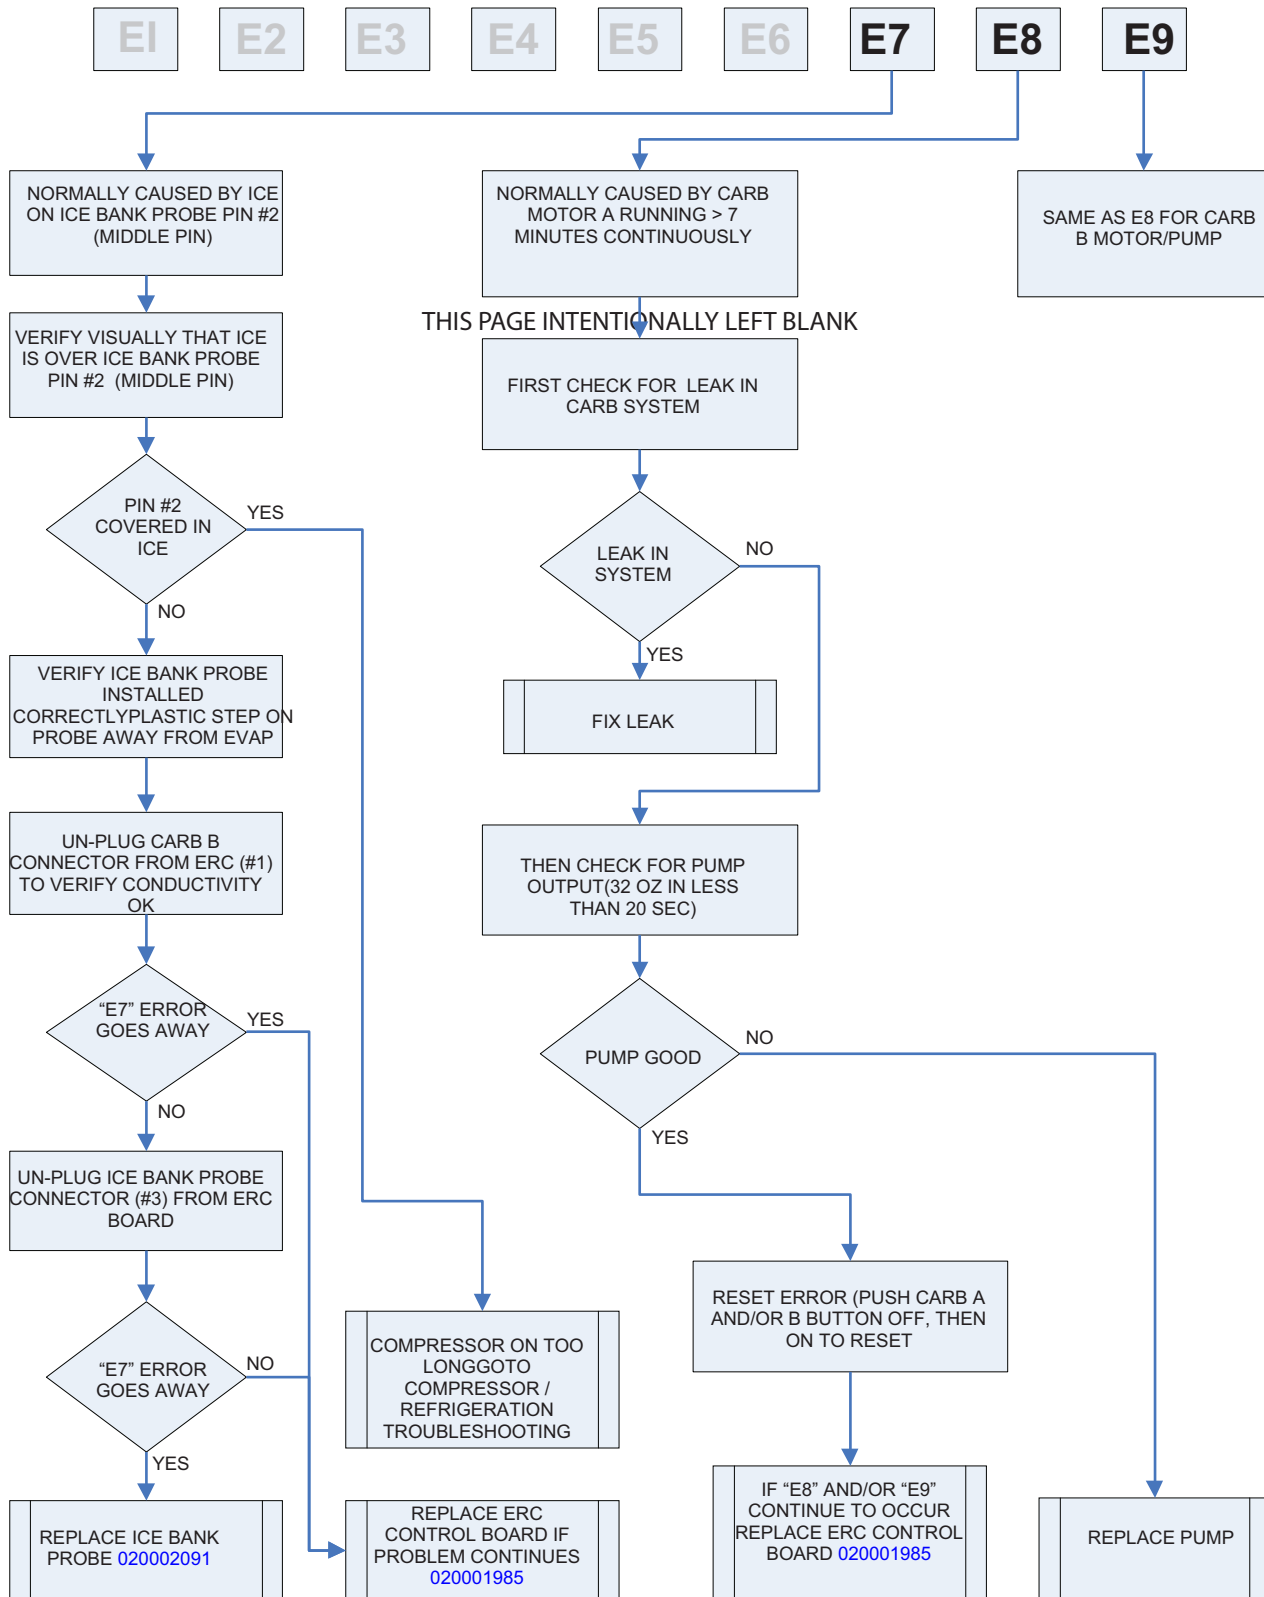 E1
E2
E3
E4
E5
E6
E7
E8
E9
NORMALLY CAUSED BY ICE
ON ICE BANK PROBE PIN #2
(MIDDLE PIN)
NORMALLY CAUSED BY CARB
MOTOR A RUNNING > 7
MINUTES CONTINUOUSLY
SAME AS E8 FOR CARB
B MOTOR/PUMP
THIS PAGE INTENTIONALLY LEFT BLANK
VERIFY VISUALLY THAT ICE
IS OVER ICE BANK PROBE
PIN #2 (MIDDLE PIN)
FIRST CHECK FOR LEAK IN
CARB SYSTEM
PIN #2
COVERED IN
ICE
YES
NO
LEAK IN
SYSTEM
NO
YES
VERIFY ICE BANK PROBE
INSTALLED
CORRECTLYPLASTIC STEP ON
PROBE AWAY FROM EVAP
FIX LEAK
UN-PLUG CARB B
CONNECTOR FROM ERC (#1)
TO VERIFY CONDUCTIVITY
OK
THEN CHECK FOR PUMP
OUTPUT(32 OZ IN LESS
THAN 20 SEC)
“E7” ERROR
GOES AWAY
YES
NO
PUMP GOOD
NO
YES
UN-PLUG ICE BANK PROBE
CONNECTOR (#3) FROM ERC
BOARD
RESET ERROR (PUSH CARB A
AND/OR B BUTTON OFF, THEN
ON TO RESET
“E7” ERROR
GOES AWAY
NO
YES
COMPRESSOR ON TOO
LONGGOTO
COMPRESSOR /
REFRIGERATION
TROUBLESHOOTING
REPLACE ICE BANK
PROBE 020002091
REPLACE ERC
CONTROL BOARD IF
PROBLEM CONTINUES
020001985
IF “E8” AND/OR “E9”
CONTINUE TO OCCUR
REPLACE ERC CONTROL
BOARD 020001985
REPLACE PUMP